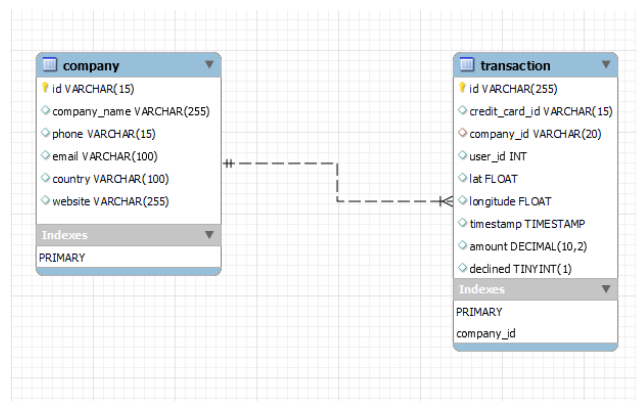 company
id VARCHAR(15)
company_name VARCHAR(255)
phone VARCHAR(15)
email VARCHAR(100)
country VARCHAR(100)
website VARCHAR(255)
Indexes
PRIMARY
transaction
id VARCHAR(255)
credit_card_id VARCHAR(15)
company_id VARCHAR(20)
user_id INT
lat FLOAT
longitude FLOAT
timestamp TIMESTAMP
amount DECIMAL(10,2)
declined TINYINT(1)
Indexes
PRIMARY
company_id